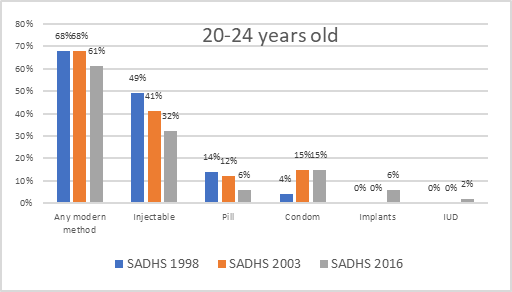 20-24 years old
80%
70%
60%
50%
40%
30%
20%
10%
0%
68% 68% 61%
49% 41% 32%
14% 12% 6%
4% 15% 15%
0% 0% 6%
0% 0% 2%
Any modern
method
Injectable
Pill
Condom
Implants
IUD
SADHS 1998 SADHS 2003 SADHS 2016